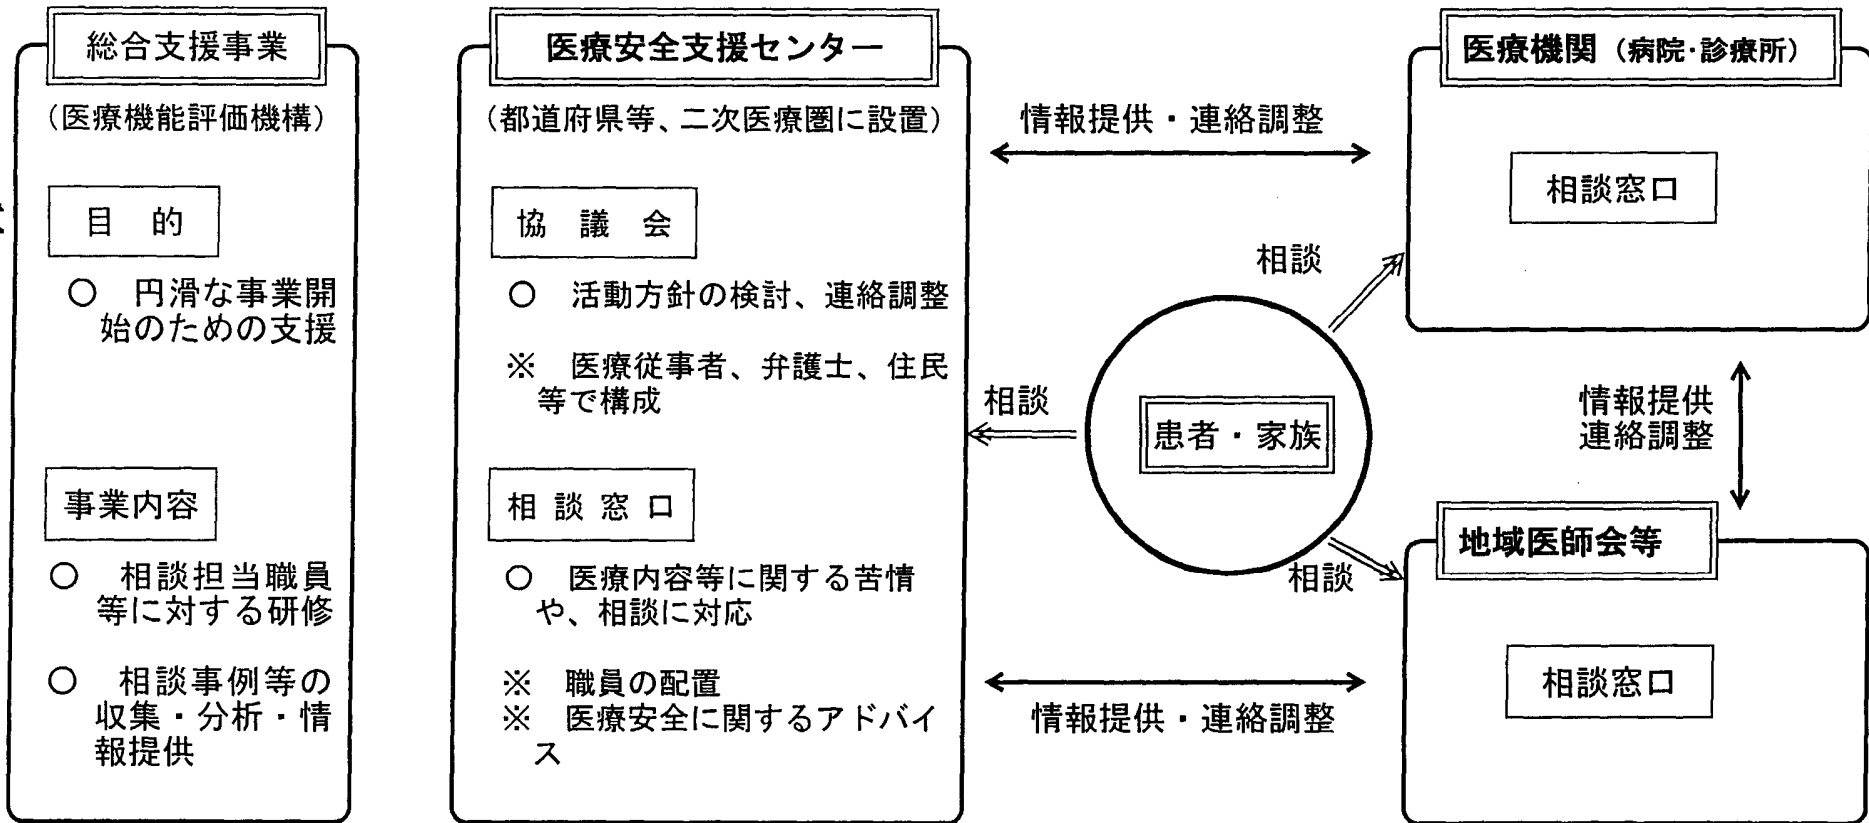 総合支援事業
（医療機能評価機構）
目　的
○　円滑な事業開
始のための支援
事業内容
○　相談担当職員
等に対する研修
○　相談事例等の
収集・分析・情
報提供
医療安全支援センター
（都道府県等、二次医療圏に設置）
協　議　会
○　活動方針の検討、連絡調整
※　医療従事者、弁護士、住民
等で構成
相 談 窓 口
○　医療内容等に関する苦情
や、相談に対応
※　職員の配置
※　医療安全に関するアドバイ
ス
情報提供・連絡調整
相談
相談
患者・家族
相談
情報提供・連絡調整
医療機関（病院・診療所）
相談窓口
情報提供
連絡調整
地域医師会等
相談窓口